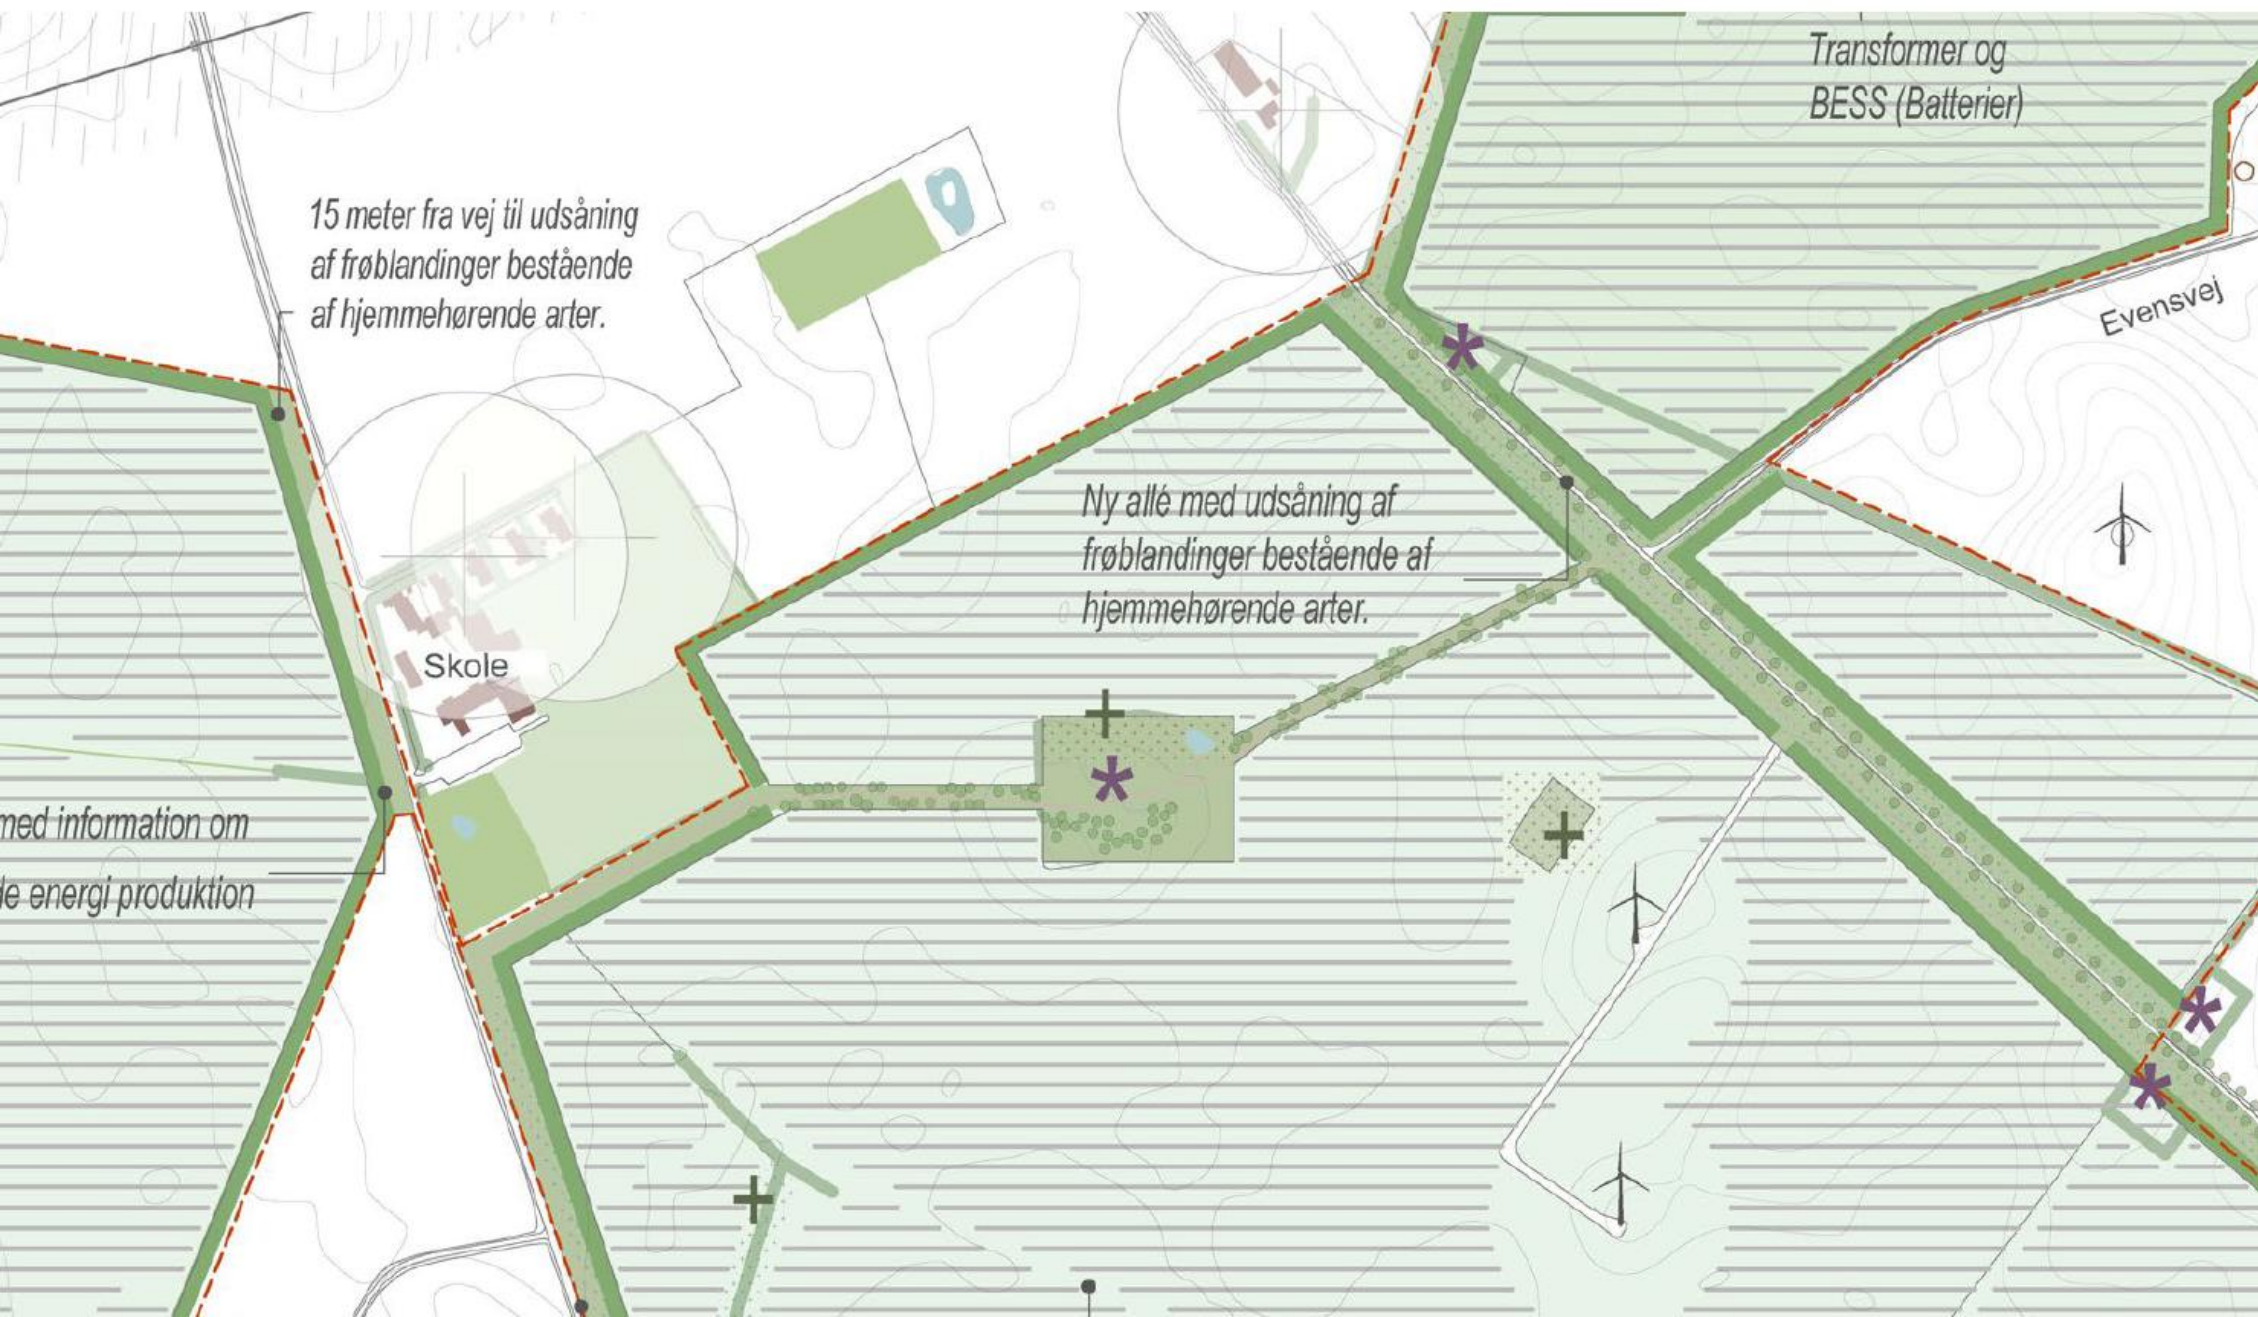 Transformer og
BESS (Batterier)
15 meter fra vej til udsåning
af frøblandinger bestående
af hjemmehørende arter.
Evensvej
Ny allé med udsåning af
frøblandinger bestående af
hjemmehørende arter.
Skole
med information om
energi produktion